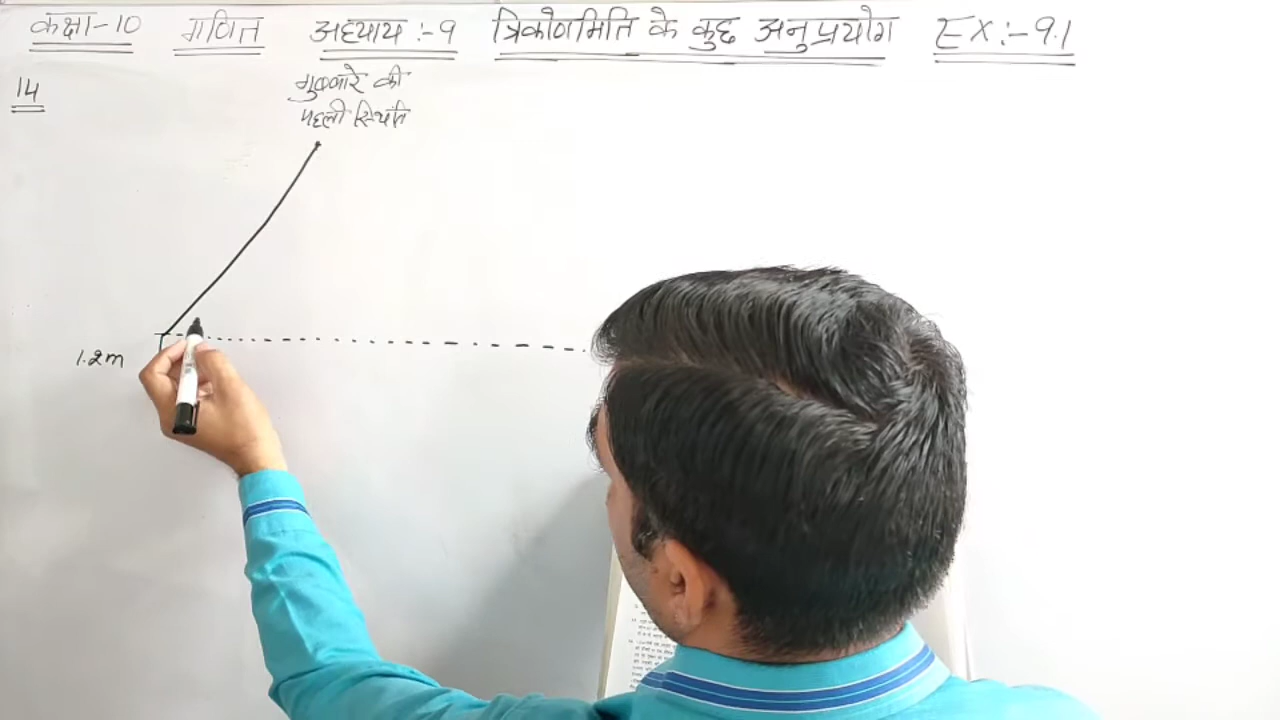 कक्षा-10 गणित अध्याय :- 9 त्रिकोणमिति के कुछ अनुप्रयोग EX:-9.1
14
गुब्बारे की
पहली स्थिति
1.2m